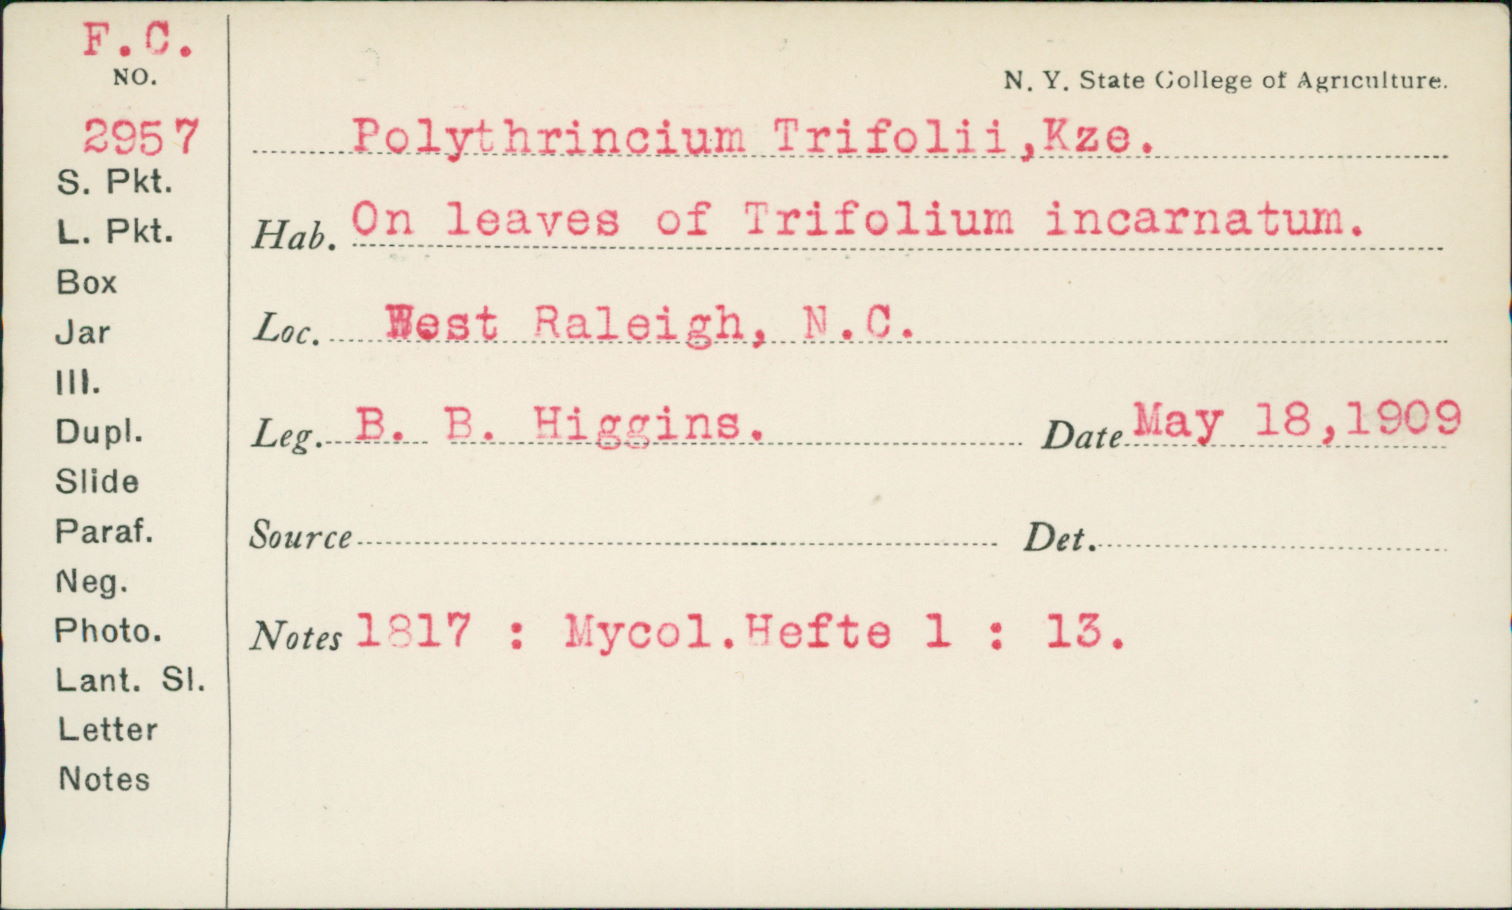 F.C.
NO.
2957
S. Pkt.
L. Pkt.
Box
Jar
Ill.
Dupl.
Slide
Paraf.
Neg.
Photo.
Lant. Sl.
Letter
Notes
N. Y. State College of Agriculture.
Polythrincium Trifolii,Kze.
Hab. On leaves of Trifolium incarnatum.
Loc. West Raleigh, N.C.
Leg. B. B. Higgins. Date May 18,1909
Source Det.
Notes 1817 : Mycol.Hefte 1 : 13.